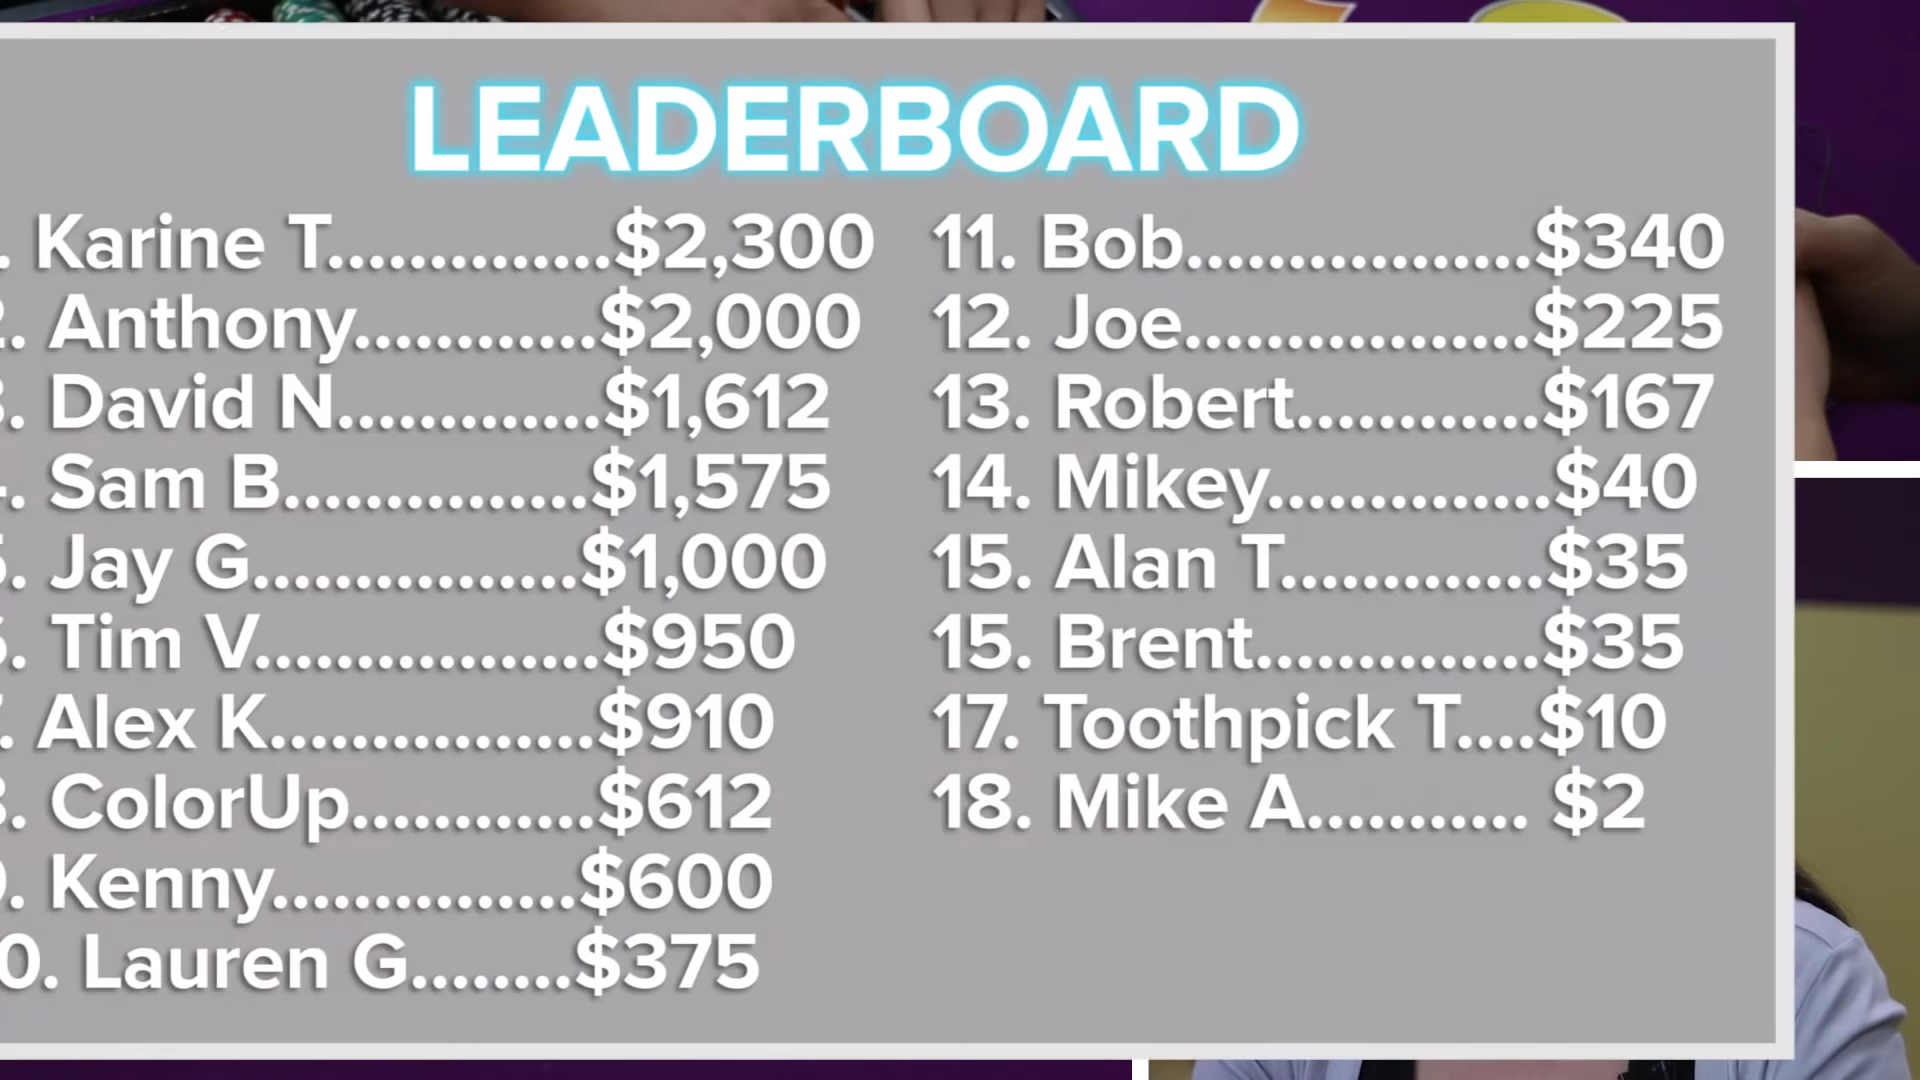 LEADERBOARD
. Karine T..............$2,300
. Anthony............$2,000
. David N.............$1,612
. Sam B...............$1,575
. Jay G................$1,000
. Tim V.................$950
. Alex K................$910
. ColorUp............$612
. Kenny...............$600
0. Lauren G........$375
11. Bob.................$340
12. Joe.................$225
13. Robert............$167
14. Mikey..............$40
15. Alan T.............$35
15. Brent..............$35
17. Toothpick T....$10
18. Mike A........... $2